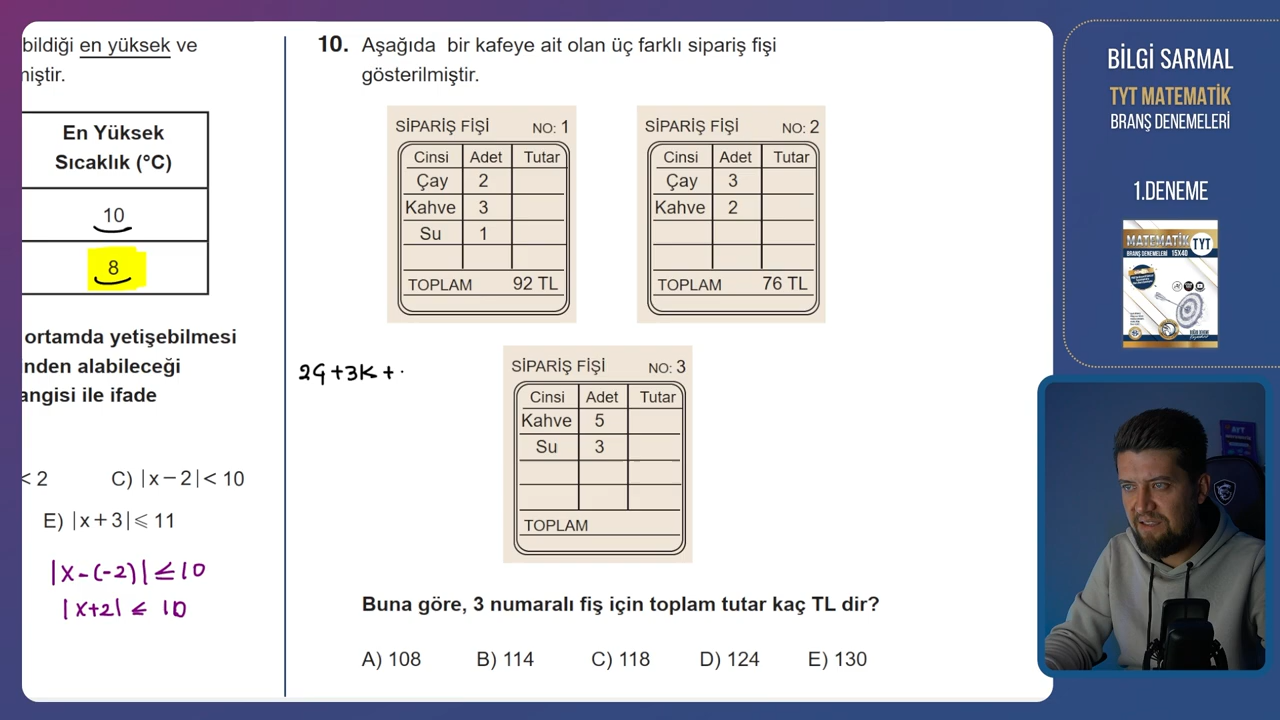 bildiği en yüksek ve
miştir.
En Yüksek
Sıcaklık (°C)
10
8
ortamda yetişebilmesi
nden alabileceği
angisi ile ifade
< 2
C) |x − 2| < 10
E) |x + 3| ⩽ 11
|x-(-2)| ≤ 10
|x+2| ≤ 10
10. Aşağıda bir kafeye ait olan üç farklı sipariş fişi
gösterilmiştir.
SİPARİŞ FİŞİ NO: 1
Cinsi Adet Tutar
Çay 2
Kahve 3
Su 1
TOPLAM 92 TL
SİPARİŞ FİŞİ NO: 2
Cinsi Adet Tutar
Çay 3
Kahve 2
TOPLAM 76 TL
2Ç+3K+
SİPARİŞ FİŞİ NO: 3
Cinsi Adet Tutar
Kahve 5
Su 3
TOPLAM
Buna göre, 3 numaralı fiş için toplam tutar kaç TL dir?
A) 108 B) 114 C) 118 D) 124 E) 130
BİLGİ SARMAL
TYT MATEMATİK
BRANŞ DENEMELERİ
1.DENEME
MATEMATİK TYT
BRANŞ DENEMELERİ 15X40